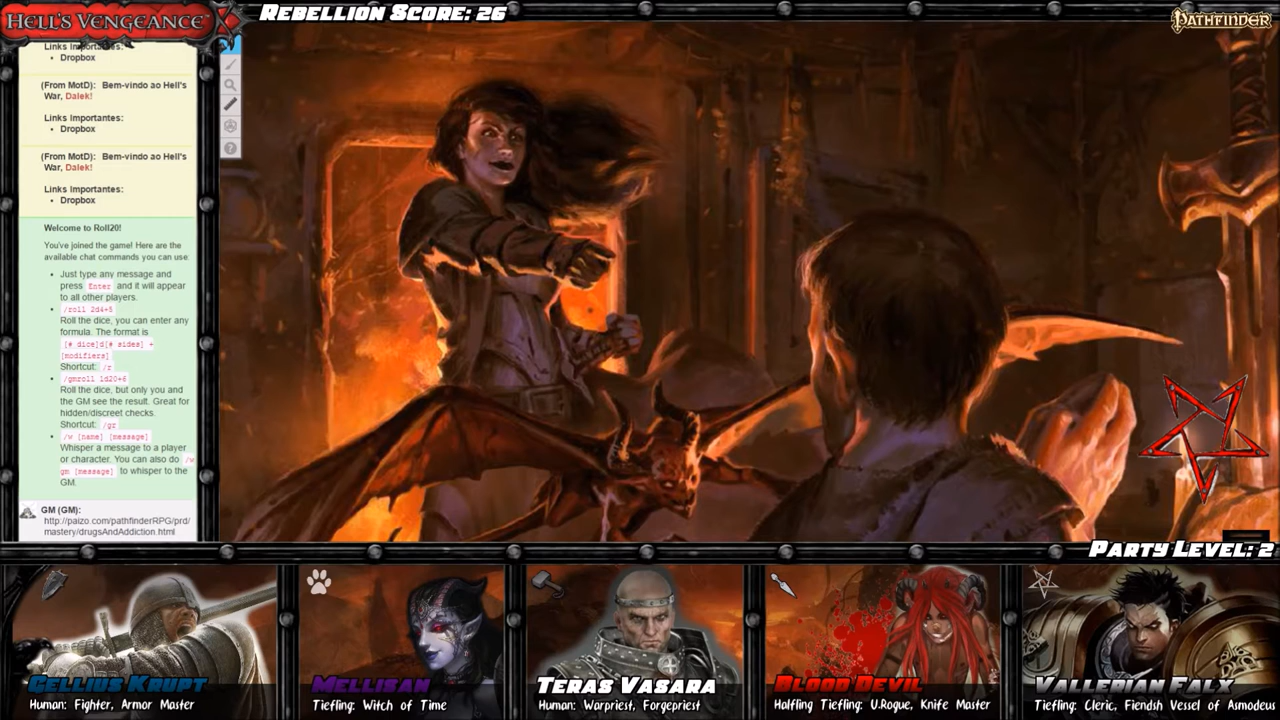 HELL'S VENGEANCE
REBELLION SCORE: 26
PATHFINDER
Links Importantes:
• Dropbox
(From MotD): Bem-vindo ao Hell's
War, Dalek!
Links Importantes:
• Dropbox
(From MotD): Bem-vindo ao Hell's
War, Dalek!
Links Importantes:
• Dropbox
Welcome to Roll20!
You've joined the game! Here are the
available chat commands you can use:
• Just type any message and
press Enter and it will appear
to all other players.
• /roll 2d4+5
Roll the dice, you can enter any
formula. The format is
[# dice]d[# sides] +
[modifiers]
Shortcut: /r
• /gmroll 1d20+6
Roll the dice, but only you and
the GM see the result. Great for
hidden/discreet checks.
Shortcut: /gr
• /w [name] [message]
Whisper a message to a player
or character. You can also do /w
gm [message] to whisper to the
GM.
GM (GM):
http://paizo.com/pathfinderRPG/prd/
mastery/drugsAndAddiction.html
PARTY LEVEL: 2
GELLIUS KRUPT
Human: Fighter, Armor Master
MELLISAN
Tiefling: Witch of Time
TERAS VASARA
Human: Warpriest, Forgepriest
BLOOD DEVIL
Halfling Tiefling: U.Rogue, Knife Master
VALLERIAN FALX
Tiefling: Cleric, Fiendsh Vessel of Asmodeus